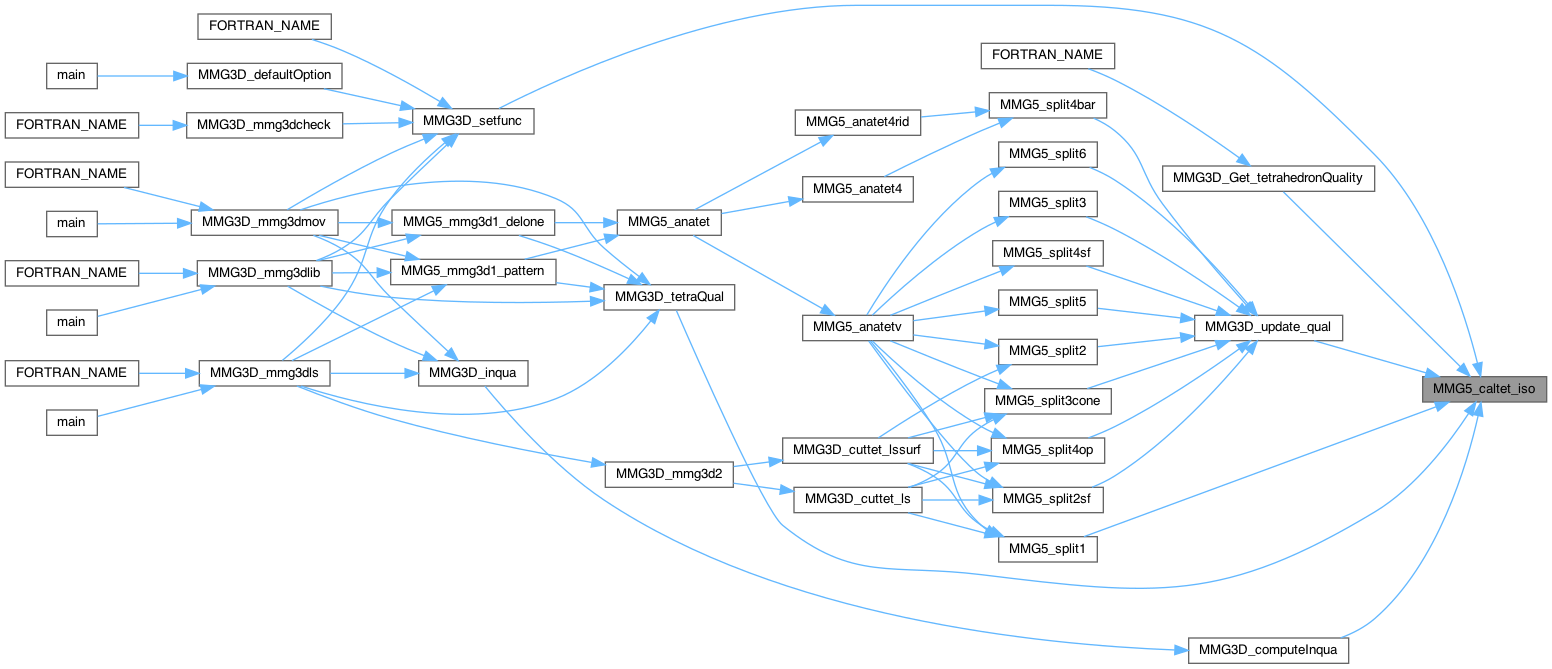 FORTRAN_NAME
main
MMG3D_defaultOption
FORTRAN_NAME
MMG3D_mmg3dcheck
MMG3D_setfunc
FORTRAN_NAME
main
MMG3D_mmg3dmov
FORTRAN_NAME
MMG3D_mmg3dlib
main
FORTRAN_NAME
MMG3D_mmg3dls
main
MMG5_mmg3d1_delone
MMG5_mmg3d1_pattern
MMG3D_inqua
MMG5_anatet
MMG3D_tetraQual
MMG3D_mmg3d2
MMG5_anatet4rid
MMG5_anatet4
MMG5_anatetv
MMG3D_cuttet_lssurf
MMG3D_cuttet_ls
FORTRAN_NAME
MMG5_split4bar
MMG5_split6
MMG5_split3
MMG5_split4sf
MMG5_split5
MMG5_split2
MMG5_split3cone
MMG5_split4op
MMG5_split2sf
MMG5_split1
MMG3D_Get_tetrahedronQuality
MMG3D_update_qual
MMG3D_computeInqua
MMG5_caltet_iso